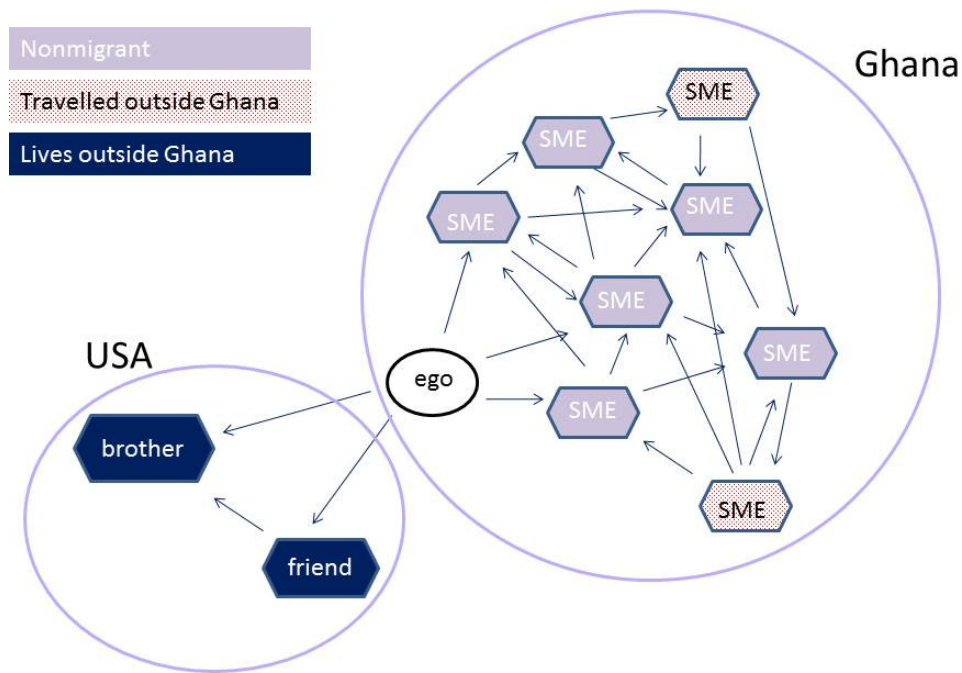 Nonmigrant
Travelled outside Ghana
Lives outside Ghana
Ghana
SME
SME
SME
SME
SME
SME
SME
SME
USA
ego
brother
friend